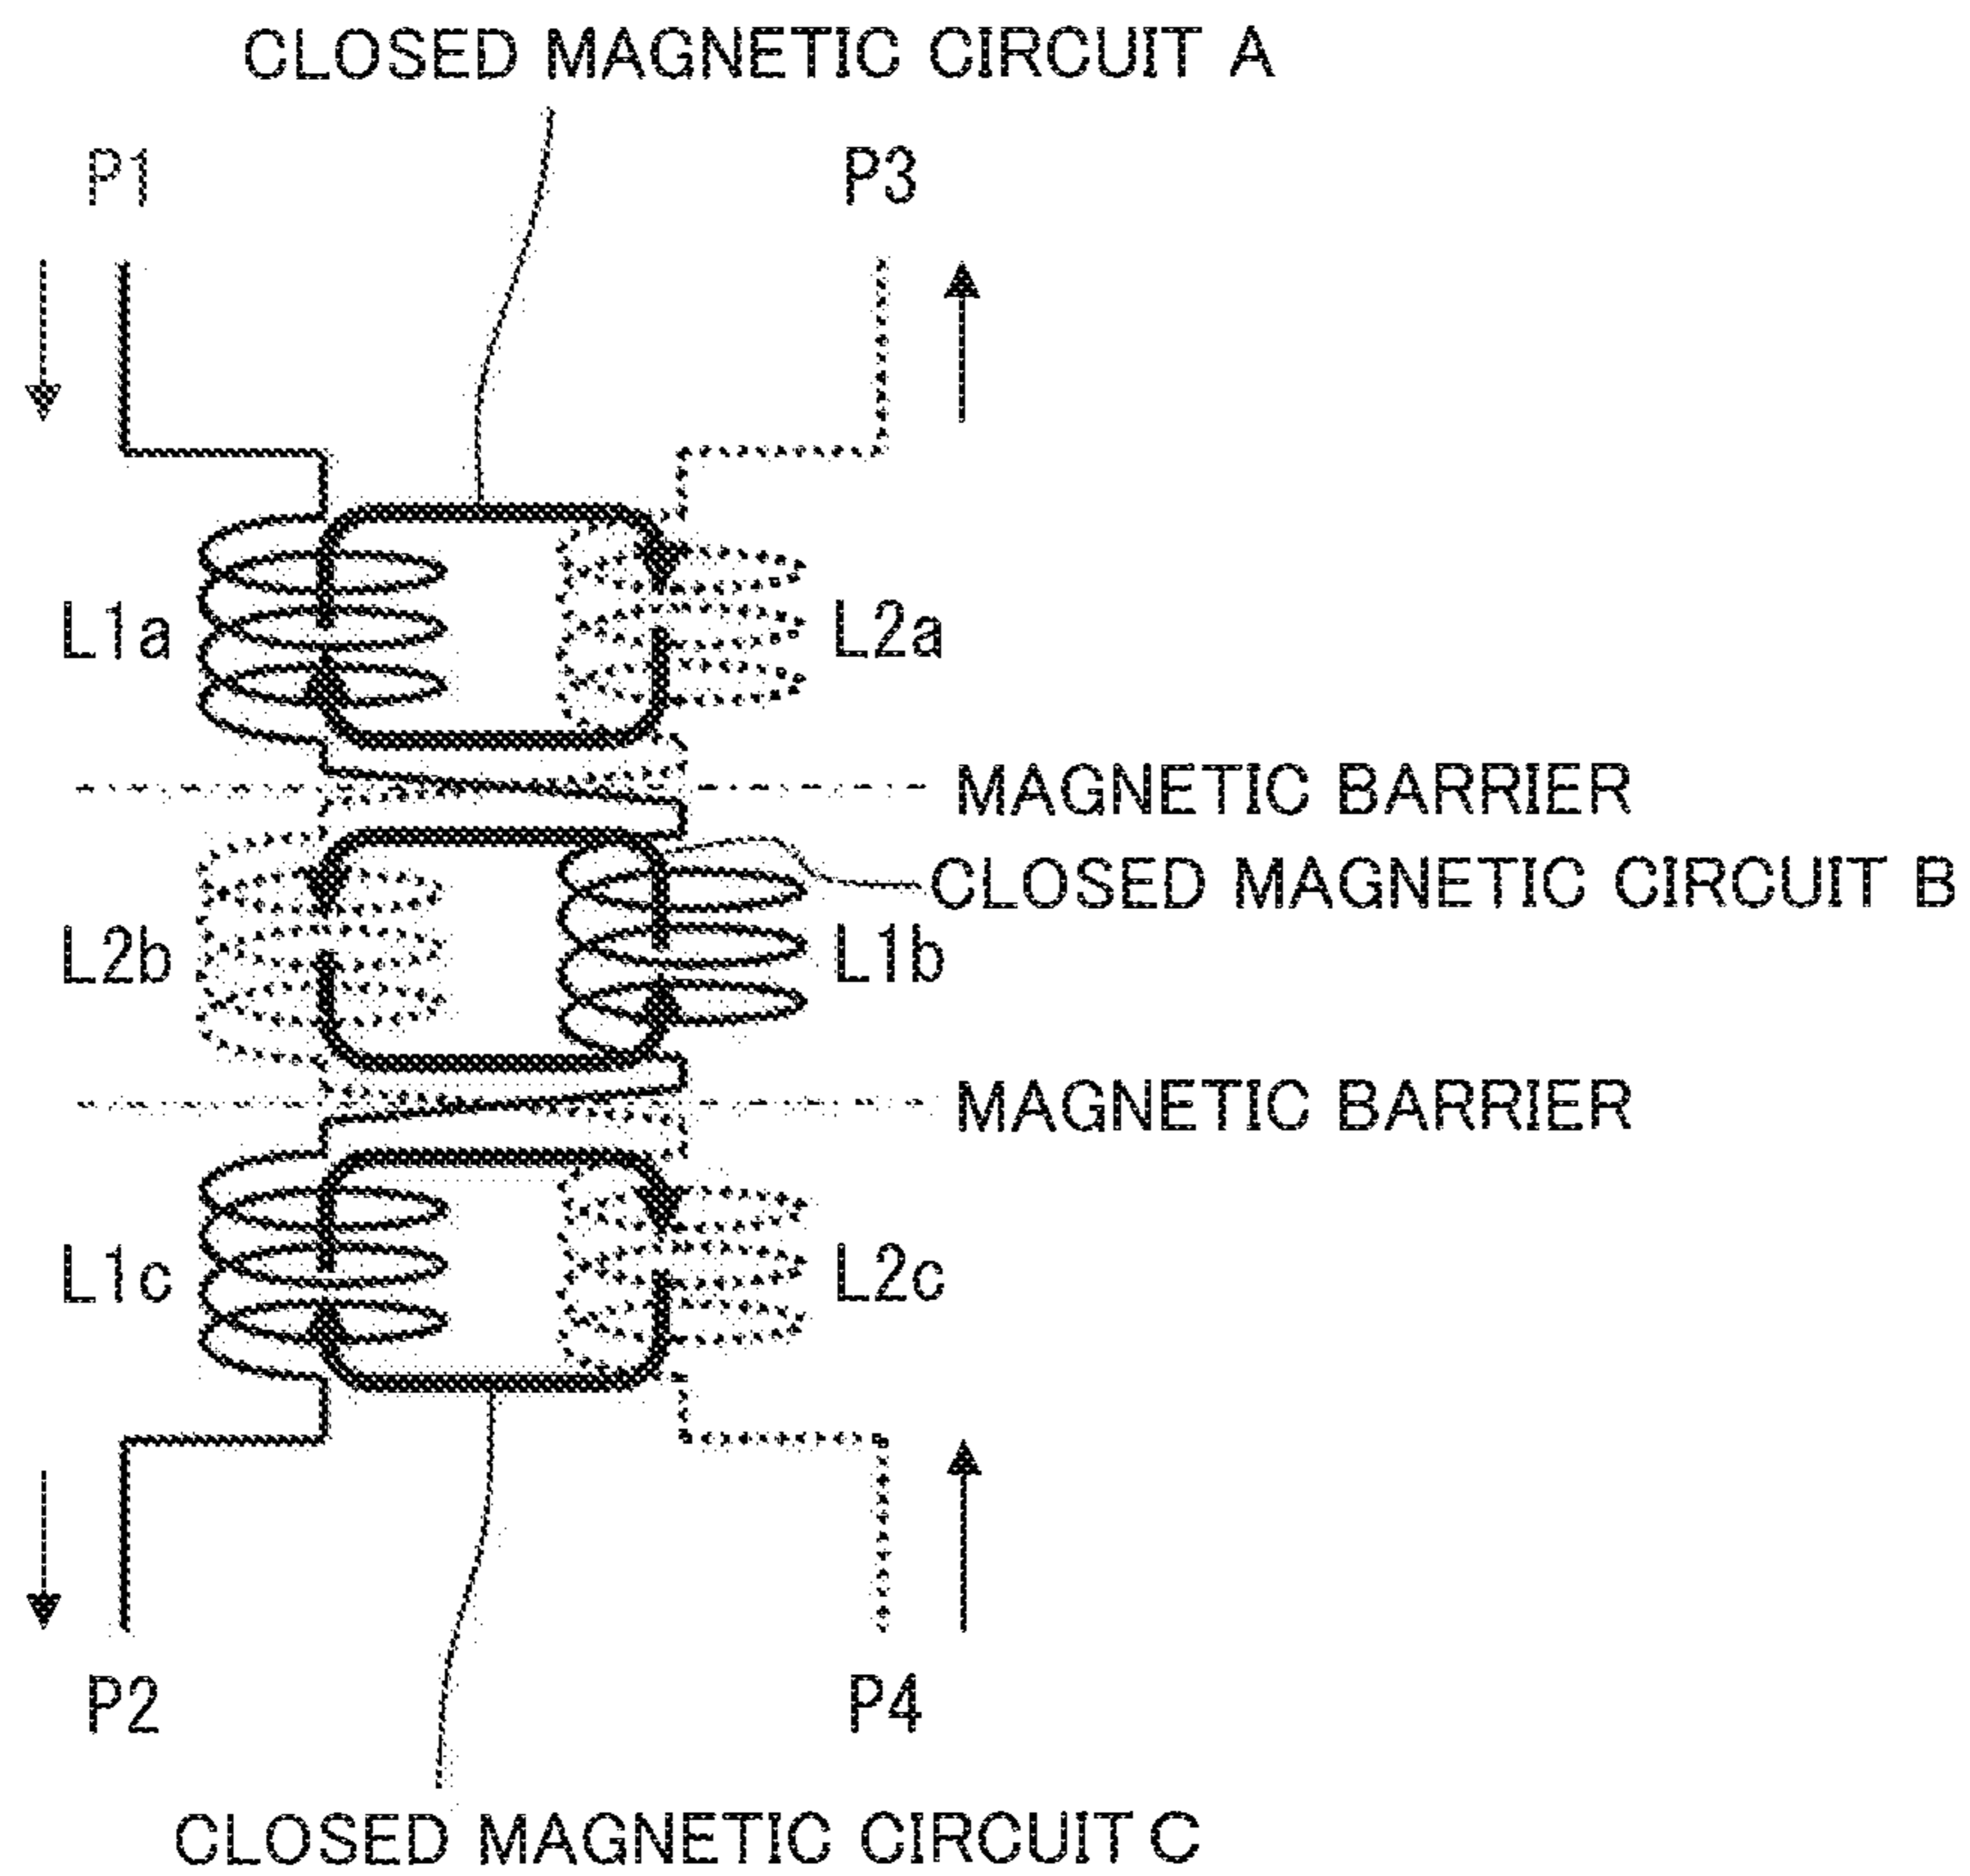 CLOSED MAGNETIC CIRCUIT A
P1 P3
L1a L2a
MAGNETIC BARRIER
CLOSED MAGNETIC CIRCUIT B
L2b L1b
MAGNETIC BARRIER
L1c L2c
P2 P4
CLOSED MAGNETIC CIRCUIT C